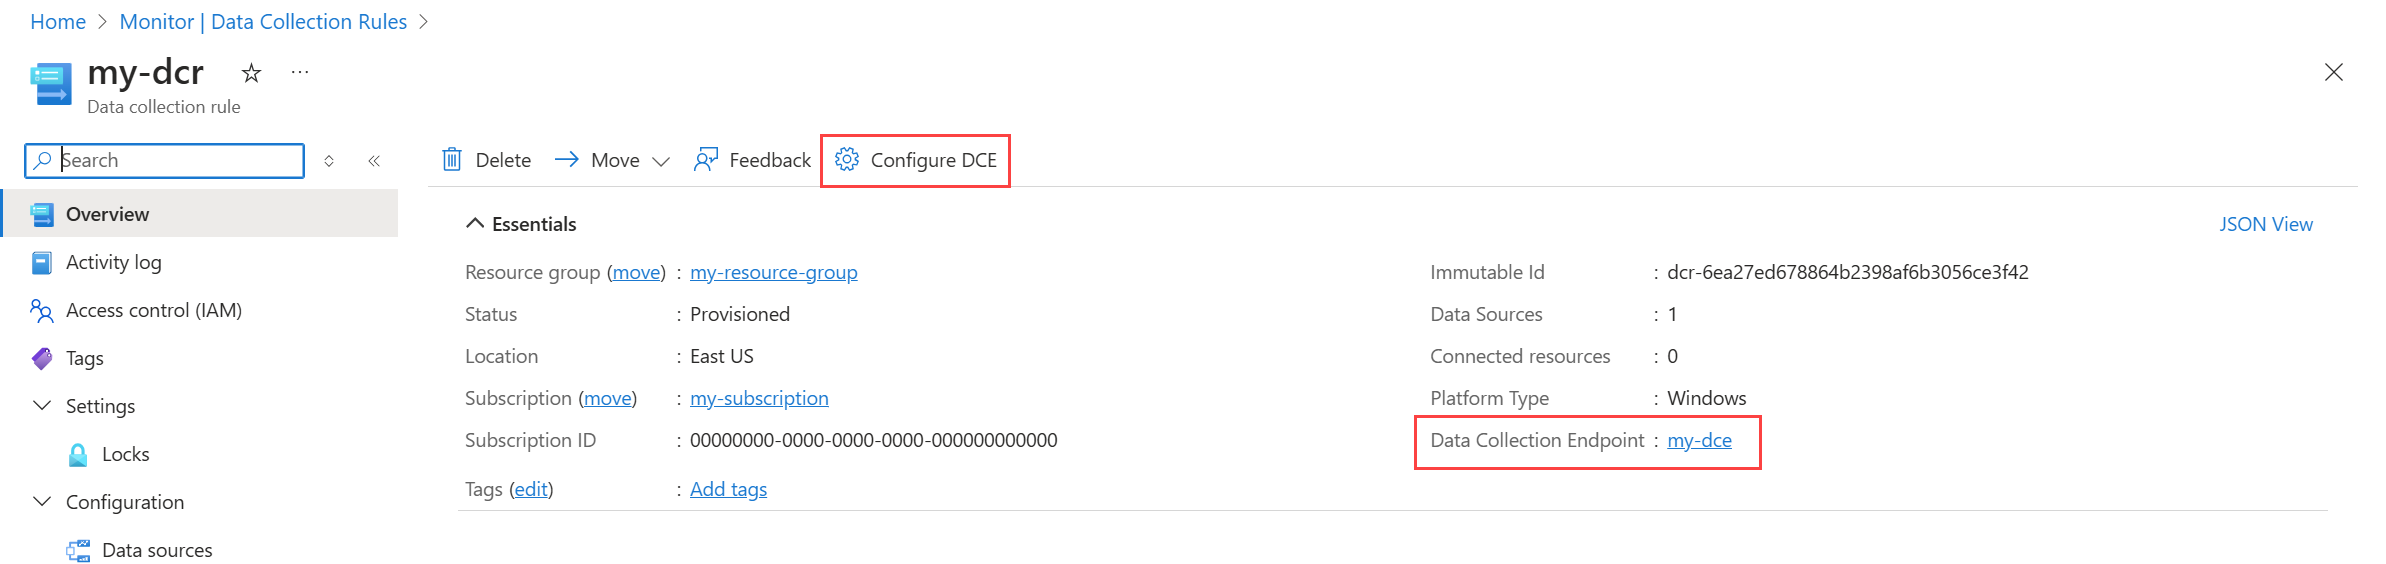 Home > Monitor | Data Collection Rules >
my-dcr ☆ ...
Data collection rule
Search
Delete Move Feedback Configure DCE
Overview
Activity log
Access control (IAM)
Tags
Settings
Locks
Configuration
Data sources
Essentials
JSON View
Resource group (move) : my-resource-group
Status : Provisioned
Location : East US
Subscription (move) : my-subscription
Subscription ID : 00000000-0000-0000-0000-000000000000
Tags (edit) : Add tags
Immutable Id : dcr-6ea27ed678864b2398af6b3056ce3f42
Data Sources : 1
Connected resources : 0
Platform Type : Windows
Data Collection Endpoint : my-dce